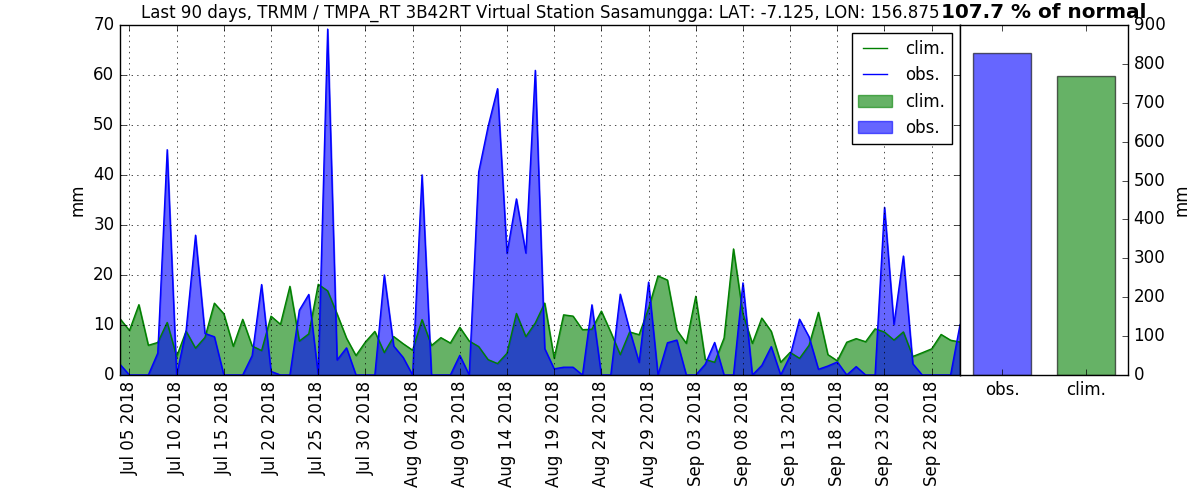 Last 90 days, TRMM / TMPA_RT 3B42RT Virtual Station Sasamungga: LAT: -7.125, LON: 156.875
107.7 % of normal
70
60
50
40
30
20
10
0
mm
clim.
obs.
clim.
obs.
900
800
700
600
500
400
300
200
100
0
mm
obs.
clim.
Jul 05 2018
Jul 10 2018
Jul 15 2018
Jul 20 2018
Jul 25 2018
Jul 30 2018
Aug 04 2018
Aug 09 2018
Aug 14 2018
Aug 19 2018
Aug 24 2018
Aug 29 2018
Sep 03 2018
Sep 08 2018
Sep 13 2018
Sep 18 2018
Sep 23 2018
Sep 28 2018